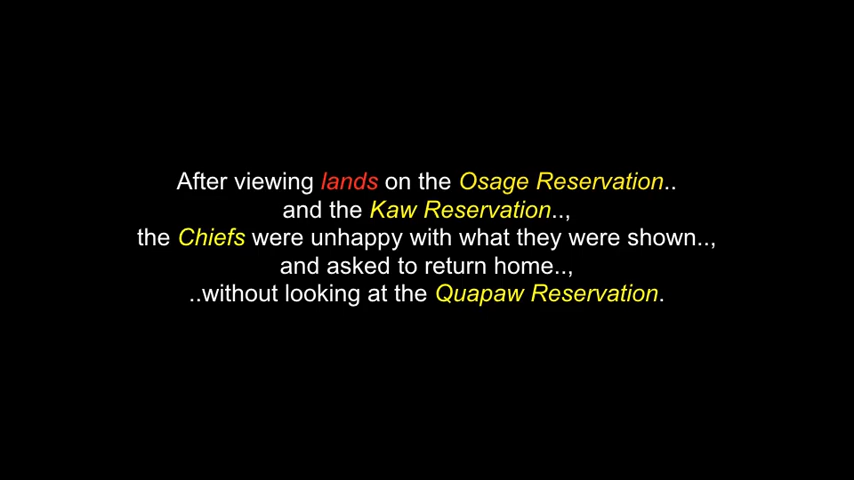 After viewing lands on the Osage Reservation..
and the Kaw Reservation..,
the Chiefs were unhappy with what they were shown..,
and asked to return home..,
..without looking at the Quapaw Reservation.